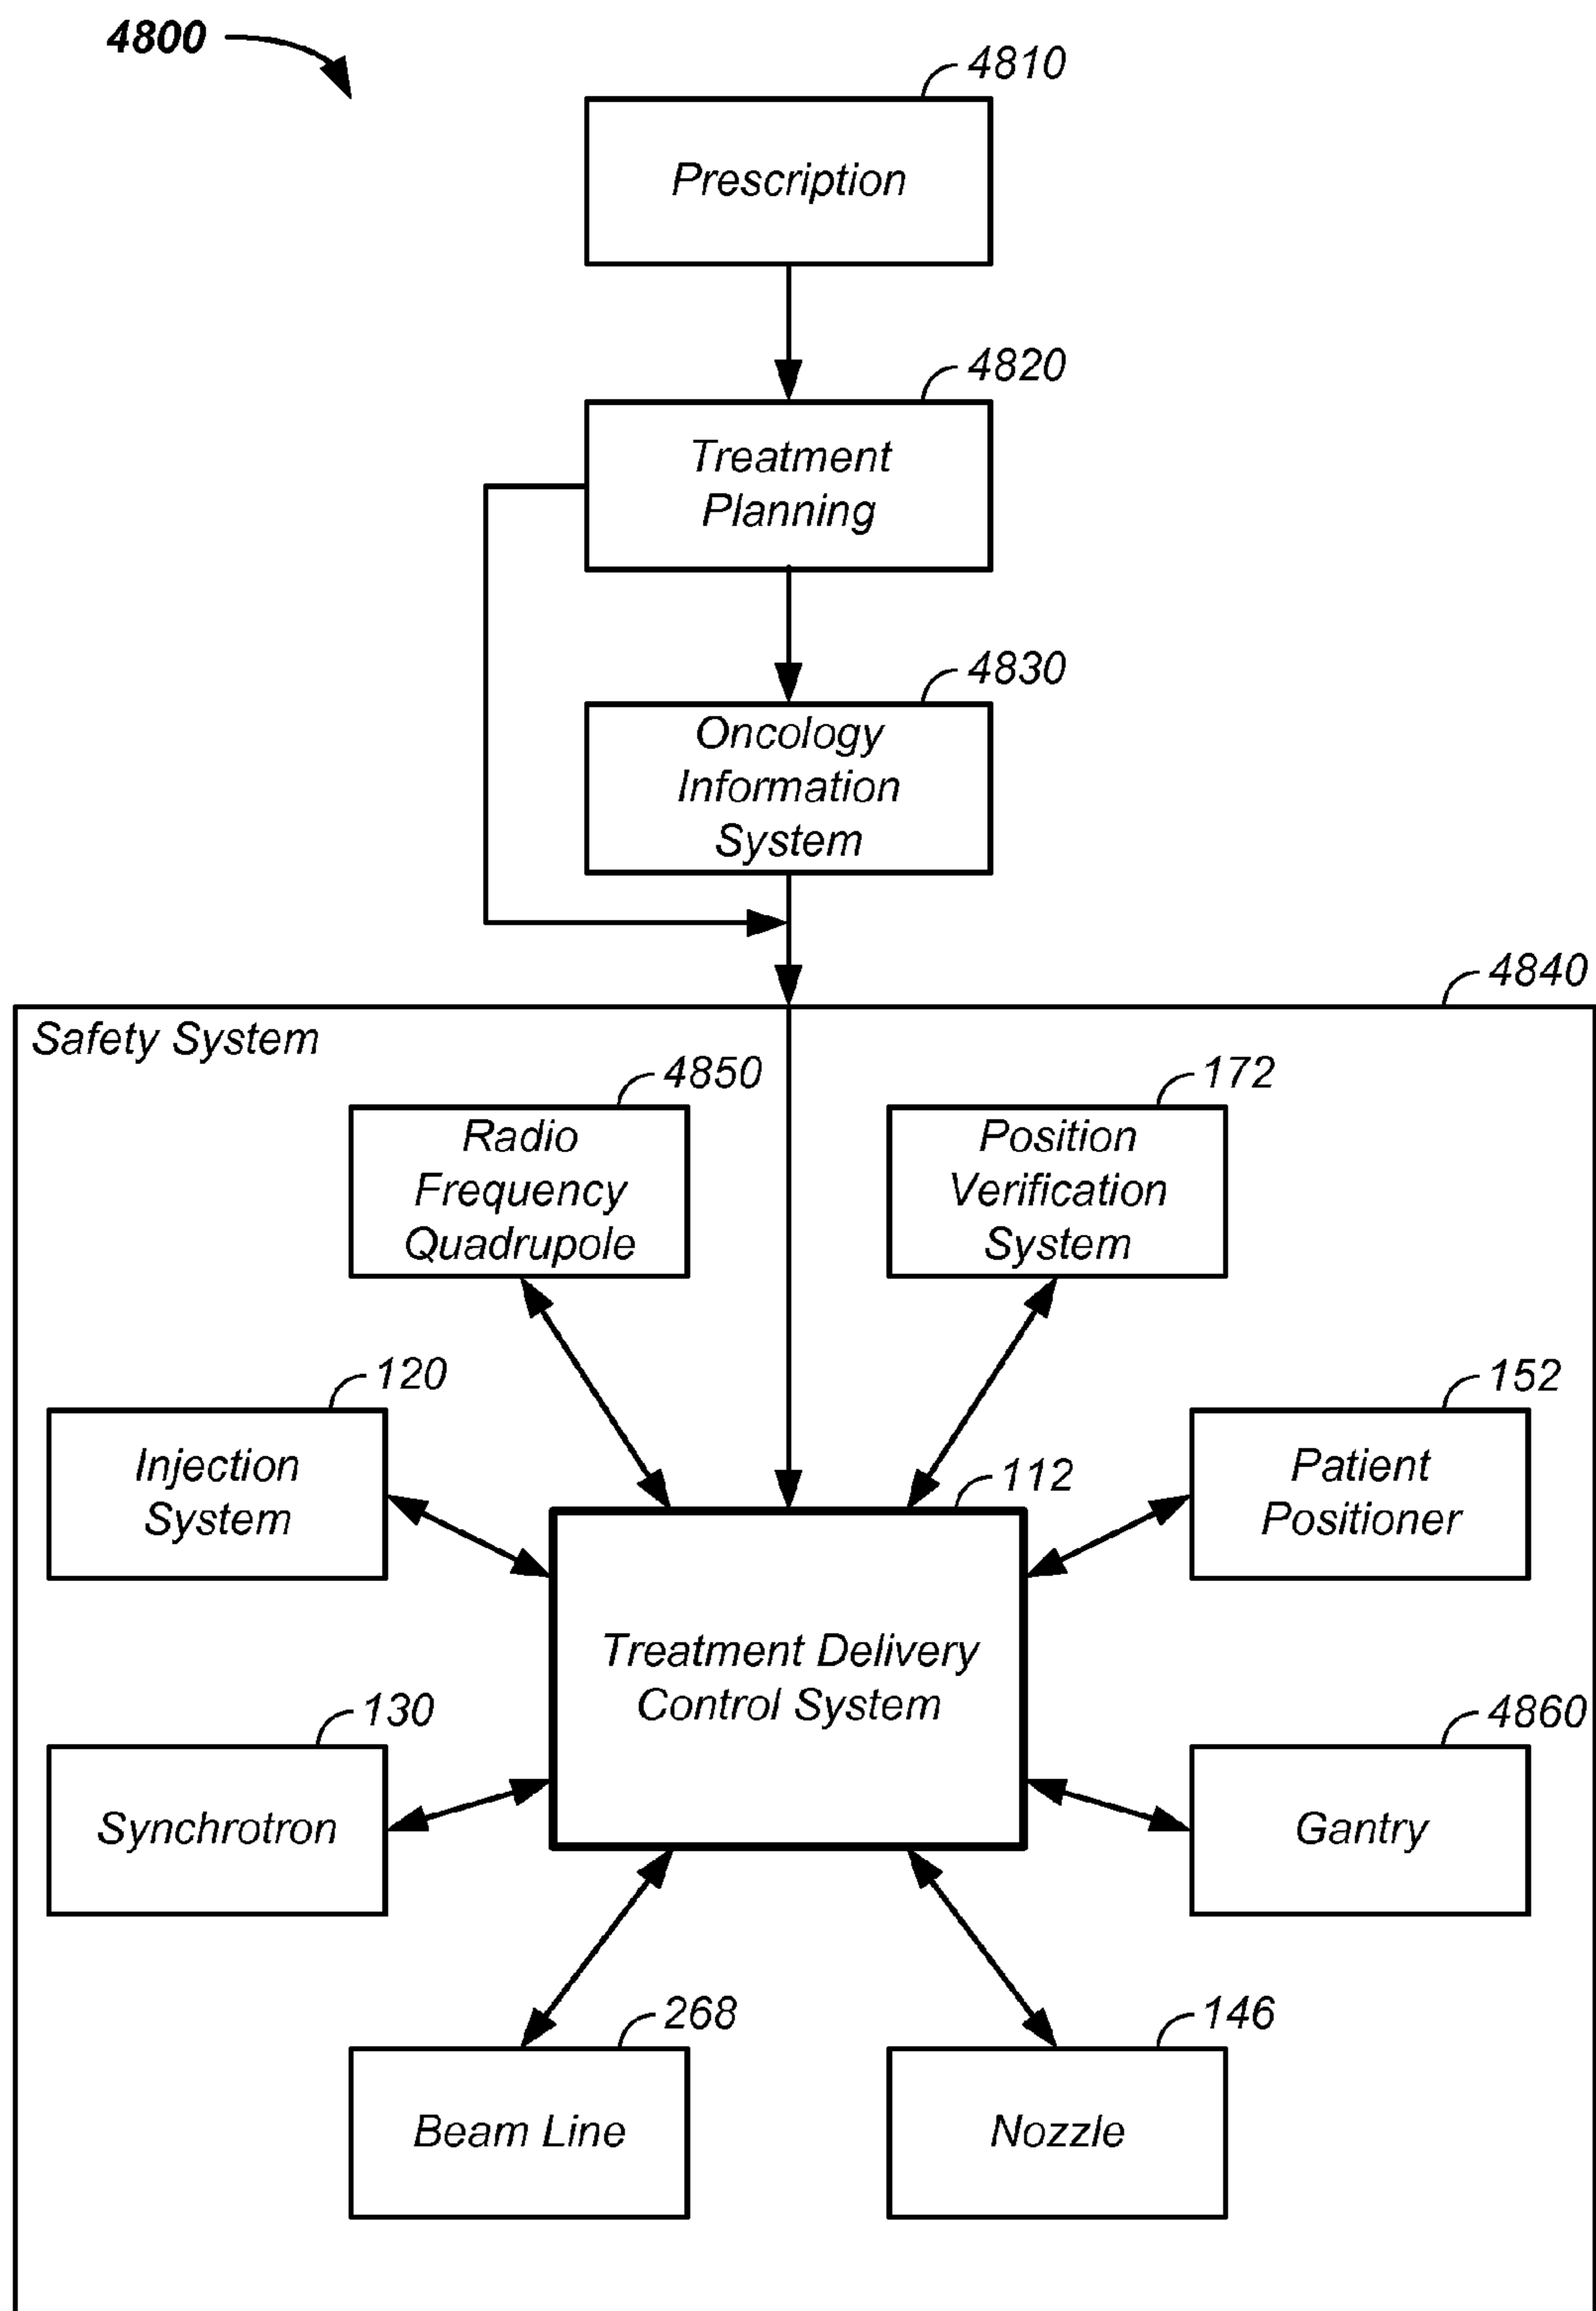 4800
4810
Prescription
4820
Treatment
Planning
4830
Oncology
Information
System
4840
Safety System
4850
Radio
Frequency
Quadrupole
172
Position
Verification
System
120
Injection
System
152
Patient
Positioner
112
Treatment Delivery
Control System
130
Synchrotron
4860
Gantry
268
Beam Line
146
Nozzle